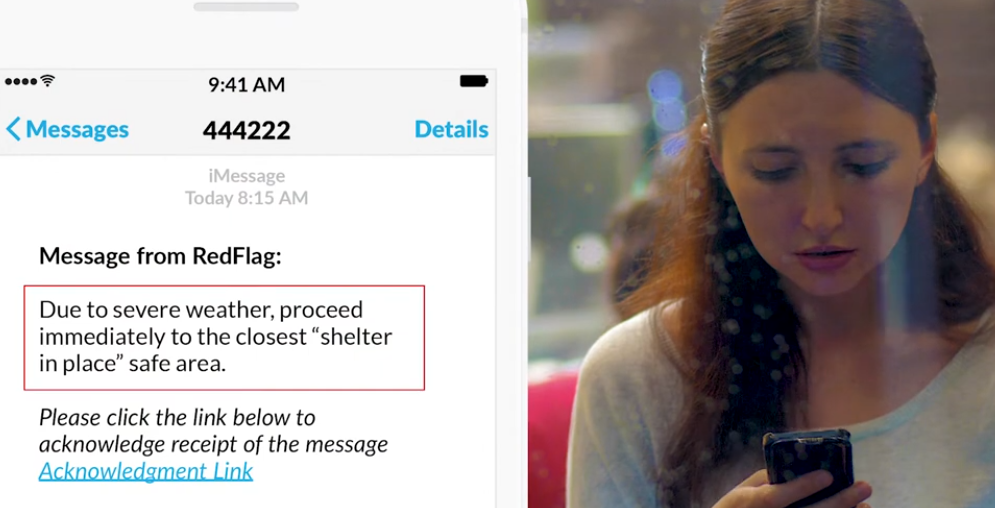 9:41 AM
Messages
444222
Details
iMessage
Today 8:15 AM
Message from RedFlag:
Due to severe weather, proceed
immediately to the closest “shelter
in place” safe area.
Please click the link below to
acknowledge receipt of the message
Acknowledgment Link